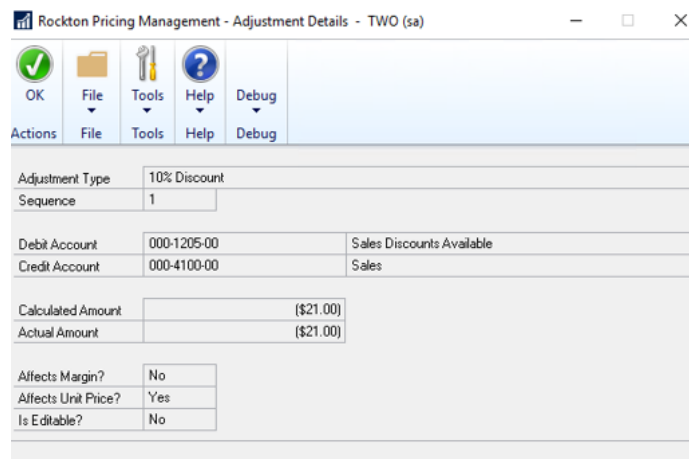 Rockton Pricing Management - Adjustment Details - TWO (sa)
OK File Tools Help Debug
Actions File Tools Help Debug
Adjustment Type 10% Discount
Sequence 1
Debit Account 000-1205-00 Sales Discounts Available
Credit Account 000-4100-00 Sales
Calculated Amount ($21.00)
Actual Amount ($21.00)
Affects Margin? No
Affects Unit Price? Yes
Is Editable? No